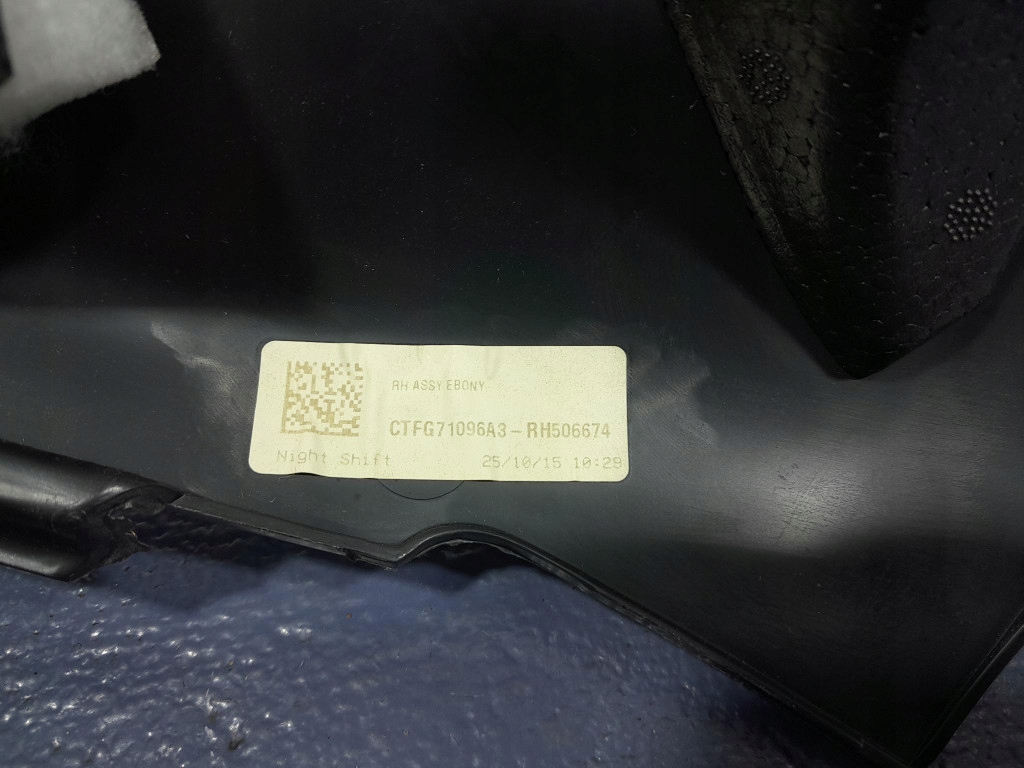 RH ASSY EBONY
CTFG71096A3-RH506674
Night Shift 25/10/15 10:29